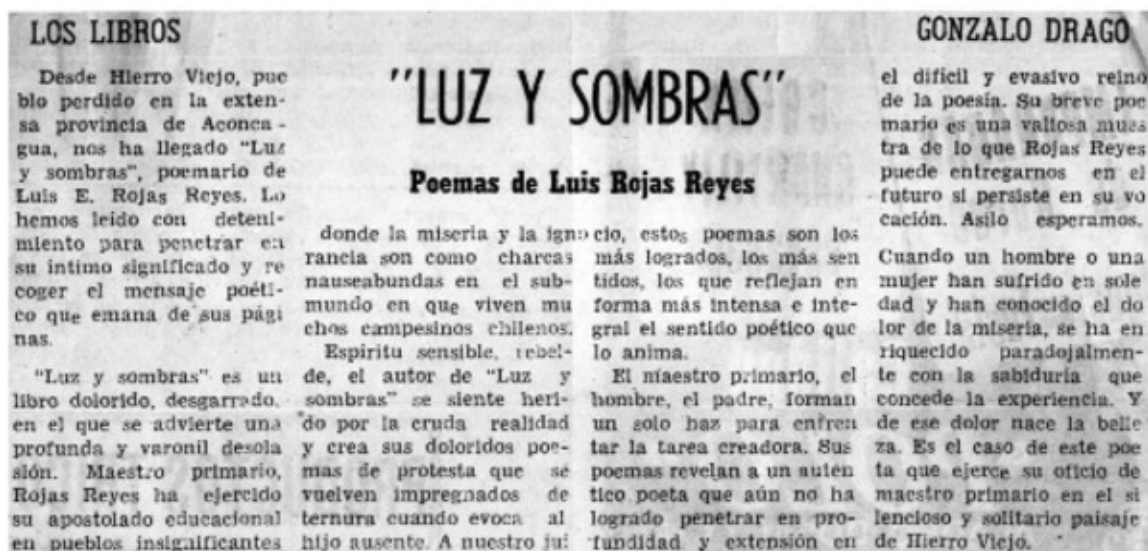 LOS LIBROS
GONZALO DRAGO
"LUZ Y SOMBRAS"
Poemas de Luis Rojas Reyes
Desde Hierro Viejo, pue
blo perdido en la exten-
sa provincia de Aconca-
gua, nos ha llegado "Luz
y sombras", poemario de
Luis E. Rojas Reyes. Lo
hemos leído con deteni-
miento para penetrar en
su íntimo significado y re
coger el mensaje poéti-
co que emana de sus pági
nas.
"Luz y sombras" es un
libro dolorido, desgarrado,
en el que se advierte una
profunda y varonil desola
sión. Maestro primario,
Rojas Reyes ha ejercido
su apostolado educacional
en pueblos insignificantes
donde la miseria y la igno
rancia son como charcas
nauseabundas en el sub-
mundo en que viven mu
chos campesinos chilenos.
Espíritu sensible, rebel-
de, el autor de "Luz y
sombras" se siente heri-
do por la cruda realidad
y crea sus doloridos poe-
mas de protesta que se
vuelven impregnados de
ternura cuando evoca al
hijo ausente. A nuestro jui
cio, estos poemas son los
más logrados, los más sen
tidos, los que reflejan en
forma más intensa e inte-
gral el sentido poético que
lo anima.
El maestro primario, el
hombre, el padre, forman
un solo haz para enfren
tar la tarea creadora. Sus
poemas revelan a un autén
tico poeta que aún no ha
logrado penetrar en pro-
fundidad y extensión en
el difícil y evasivo reino
de la poesía. Su breve poe
mario es una valiosa mues
tra de lo que Rojas Reyes
puede entregarnos en el
futuro si persiste en su vo
cación. Asilo esperamos.
Cuando un hombre o una
mujer han sufrido en sole
dad y han conocido el do
lor de la miseria, se ha en
riquecido paradojalmen-
te con la sabiduría que
concede la experiencia. Y
de ese dolor nace la belle
za. Es el caso de este poe
ta que ejerce su oficio de
maestro primario en el si
lencioso y solitario paisaje
de Hierro Viejo.